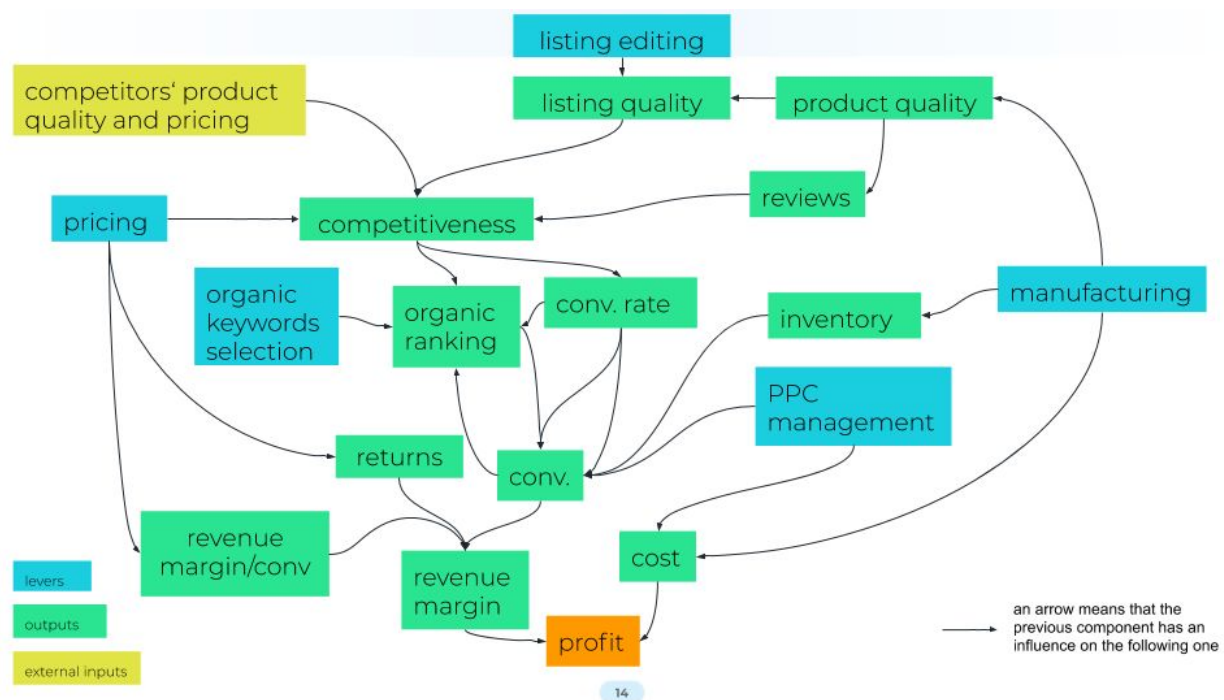 listing editing
competitors‘ product
quality and pricing
listing quality
product quality
reviews
pricing
competitiveness
organic
keywords
selection
organic
ranking
conv. rate
inventory
manufacturing
PPC
management
returns
conv.
revenue
margin/conv
revenue
margin
cost
profit
levers
outputs
external inputs
an arrow means that the
previous component has an
influence on the following one
14